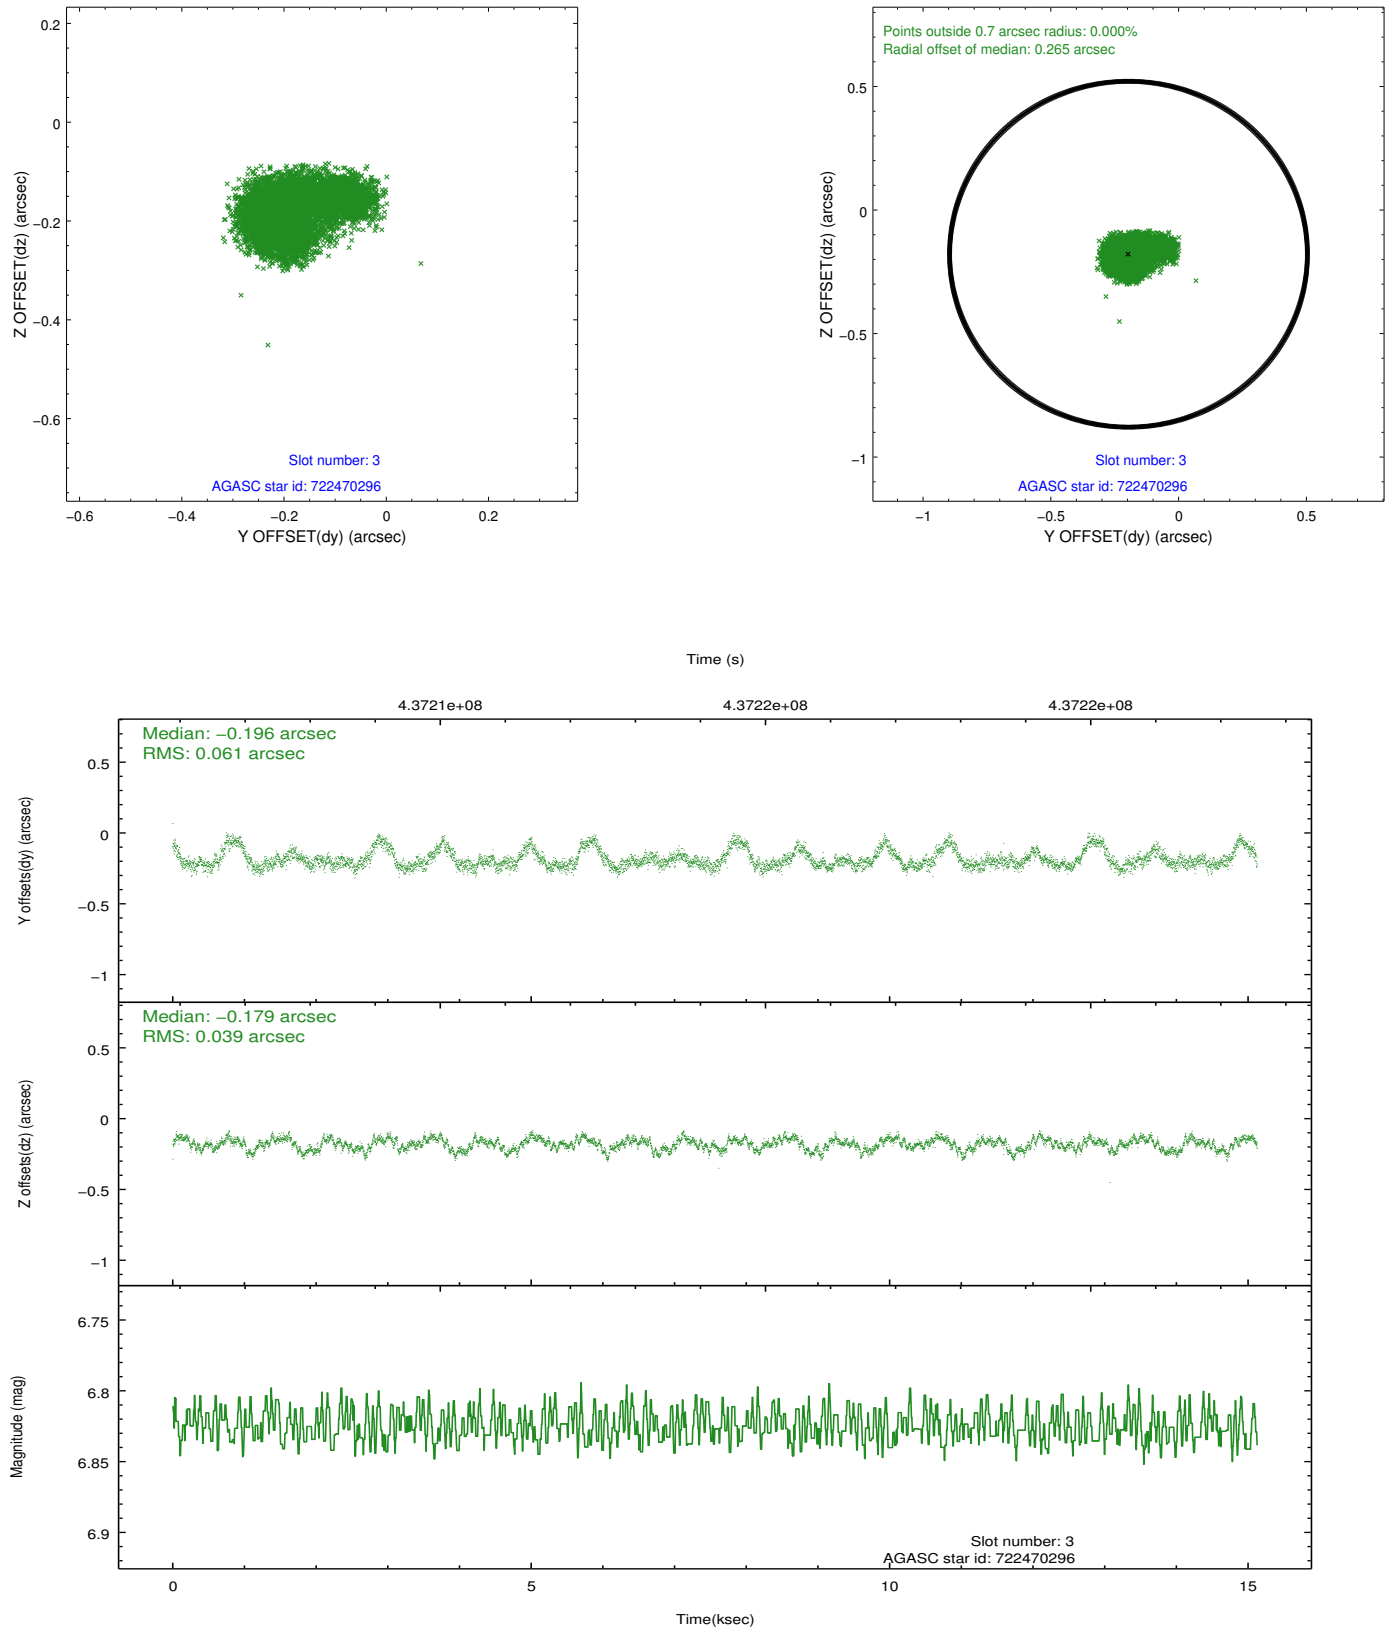 0.2
0
−0.2
−0.4
−0.6
Z OFFSET(dz) (arcsec)
Slot number: 3
AGASC star id: 722470296
−0.6 −0.4 −0.2 0 0.2
Y OFFSET(dy) (arcsec)
Points outside 0.7 arcsec radius: 0.000%
Radial offset of median: 0.265 arcsec
0.5
0
−0.5
−1
Z OFFSET(dz) (arcsec)
Slot number: 3
AGASC star id: 722470296
−1 −0.5 0 0.5
Y OFFSET(dy) (arcsec)
Time (s)
4.3721e+08 4.3722e+08 4.3722e+08
Median: −0.196 arcsec
RMS: 0.061 arcsec
0.5
0
−0.5
−1
Y offsets(dy) (arcsec)
Median: −0.179 arcsec
RMS: 0.039 arcsec
0.5
0
−0.5
−1
Z offsets(dz) (arcsec)
6.75
6.8
6.85
6.9
Magnitude (mag)
Slot number: 3
AGASC star id: 722470296
0 5 10 15
Time(ksec)